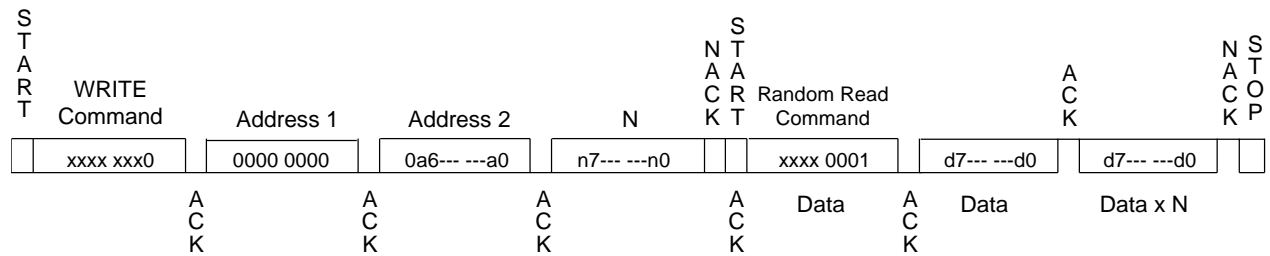 START
WRITE
Command
Address 1
Address 2
N
NACK
START
Random Read
Command
ACK
NACK
STOP
xxxx xxx0
0000 0000
0a6--- ---a0
n7--- ---n0
xxxx 0001
d7--- ---d0
d7--- ---d0
ACK
ACK
ACK
ACK
Data
ACK
Data
Data x N